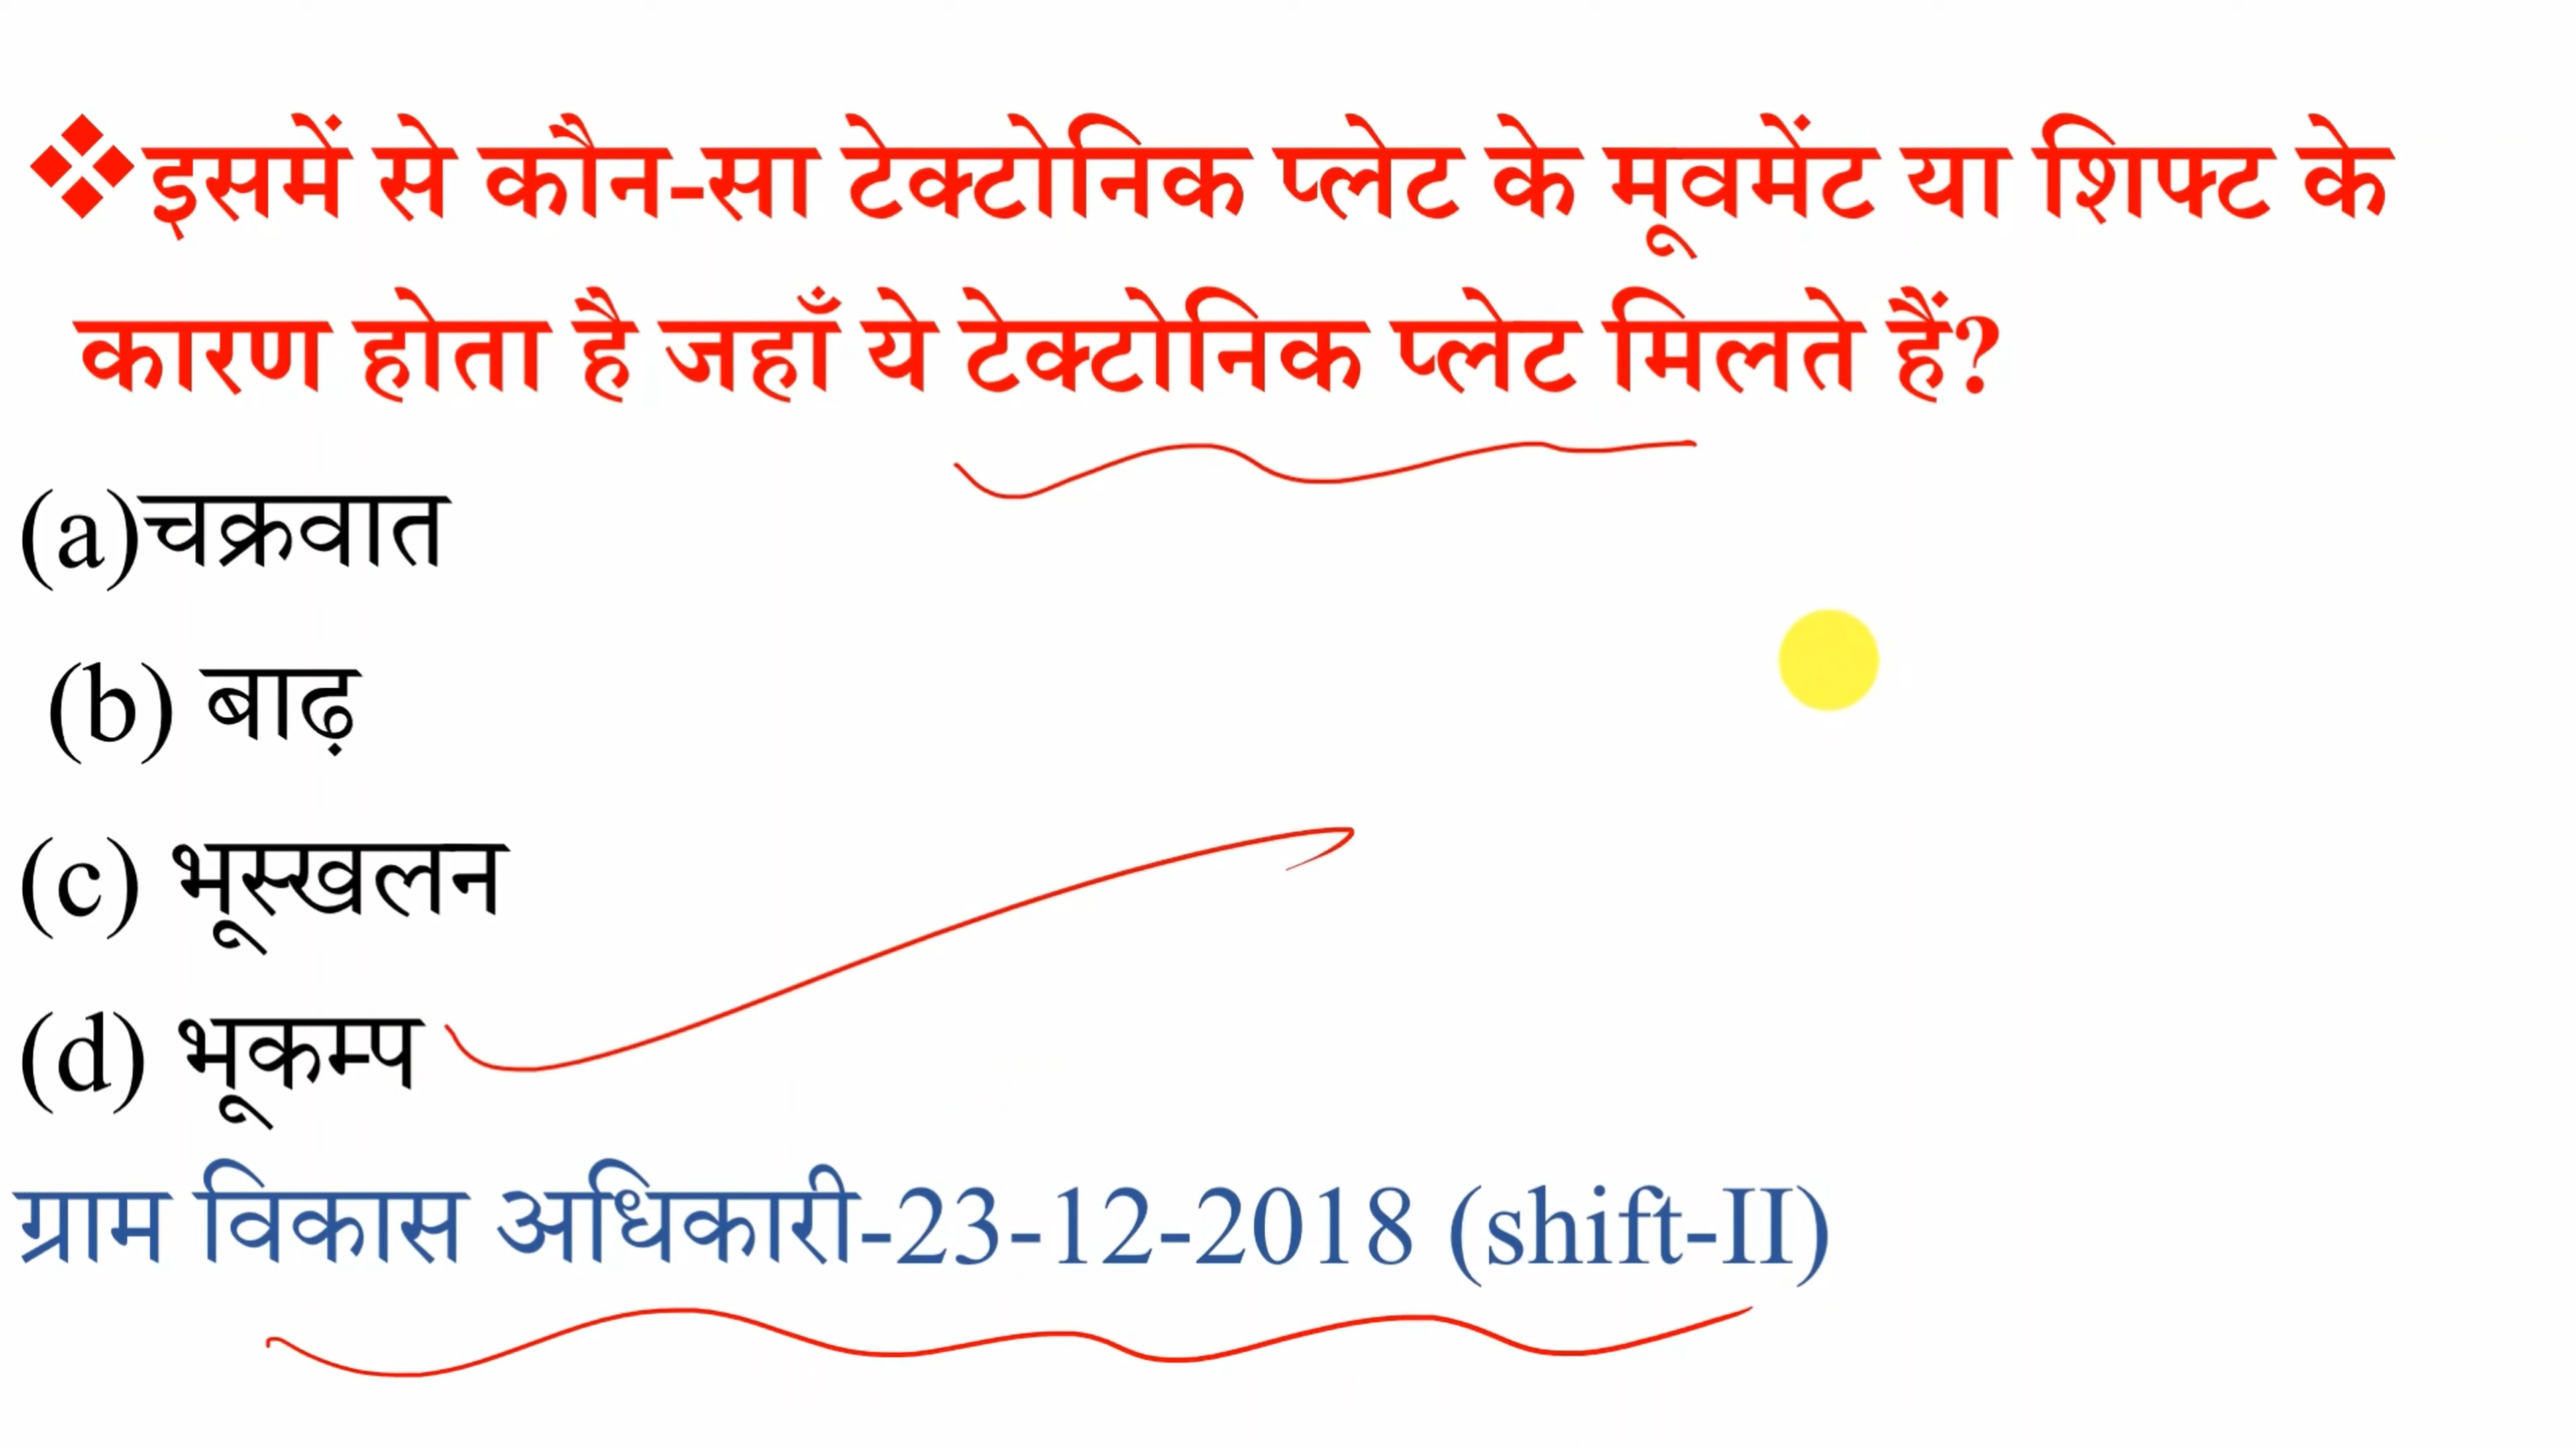 ❖इसमें से कौन-सा टेक्टोनिक प्लेट के मूवमेंट या शिफ्ट के
कारण होता है जहाँ ये टेक्टोनिक प्लेट मिलते हैं?
(a)चक्रवात
(b) बाढ़
(c) भूस्खलन
(d) भूकम्प
ग्राम विकास अधिकारी-23-12-2018 (shift-II)